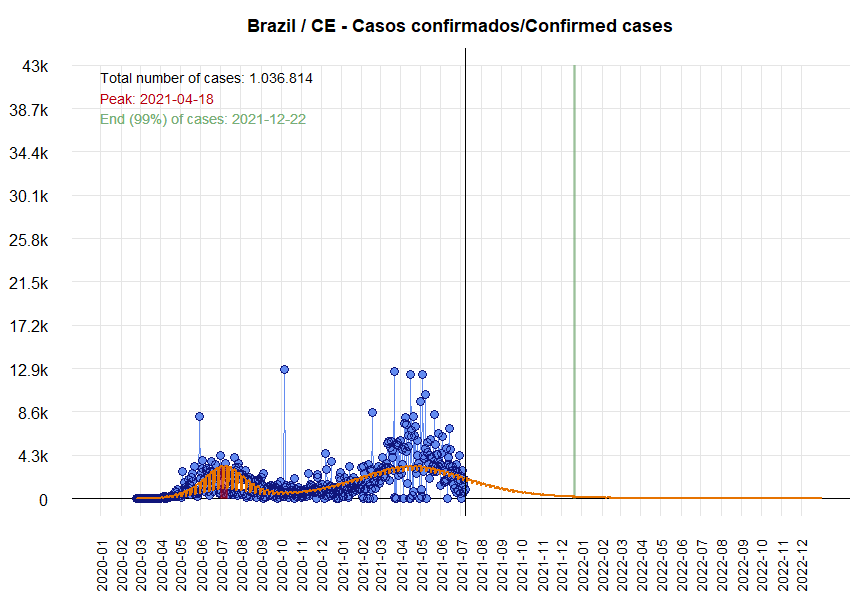 Brazil / CE - Casos confirmados/Confirmed cases
43k
Total number of cases: 1.036.814
Peak: 2021-04-18
38.7k
End (99%) of cases: 2021-12-22
34.4k
30.1k
25.8k
21.5k
17.2k
12.9k
8.6k
4.3k
0
2020-01
2020-02
2020-03
2020-04
2020-05
2020-06
2020-07
2020-08
2020-09
2020-10
2020-11
2020-12
2021-01
2021-02
2021-03
2021-04
2021-05
2021-06
2021-07
2021-08
2021-09
2021-10
2021-11
2021-12
2022-01
2022-02
2022-03
2022-04
2022-05
2022-06
2022-07
2022-08
2022-09
2022-10
2022-11
2022-12